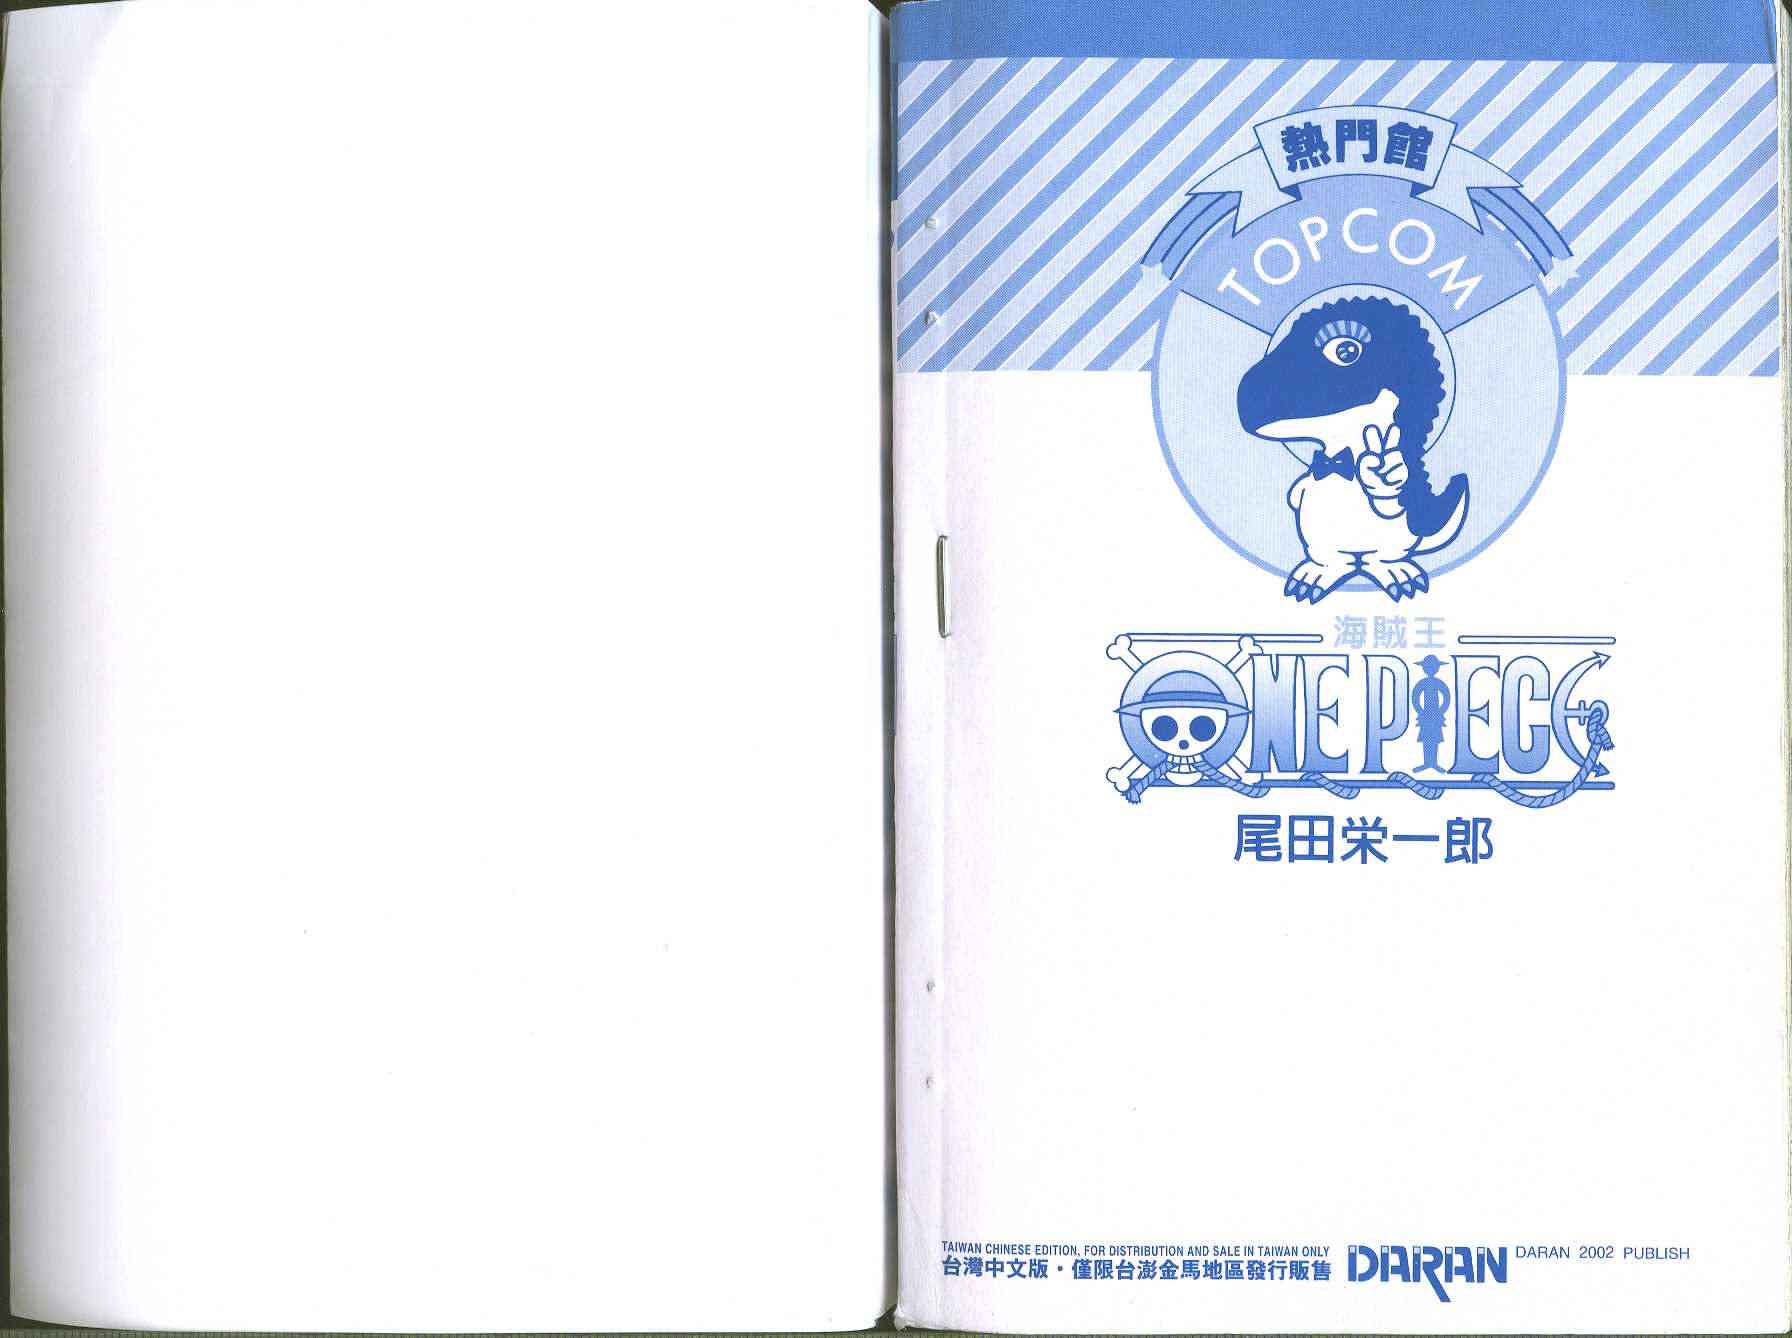 熱門館
TOPCOM
海賊王
ONE PIECE
尾田栄一郎
TAIWAN CHINESE EDITION, FOR DISTRIBUTION AND SALE IN TAIWAN ONLY
台灣中文版・僅限台澎金馬地區發行販售
DARAN
DARAN 2002 PUBLISH